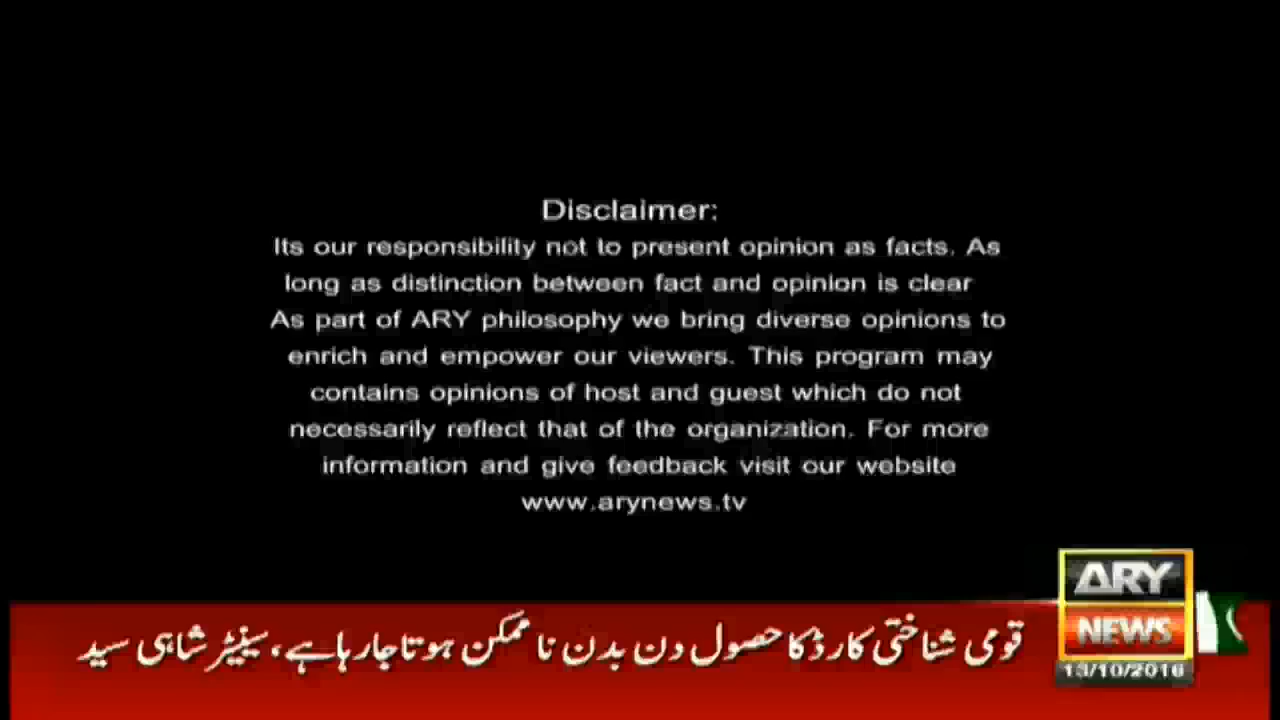 Disclaimer:
Its our responsibility not to present opinion as facts. As
long as distinction between fact and opinion is clear
As part of ARY philosophy we bring diverse opinions to
enrich and empower our viewers. This program may
contains opinions of host and guest which do not
necessarily reflect that of the organization. For more
information and give feedback visit our website
www.arynews.tv
ARY
NEWS
13/10/2016
قومی شناختی کارڈ کا حصول دن بدن ناممکن ہوتا جا رہا ہے، سینیٹر شاہی سید